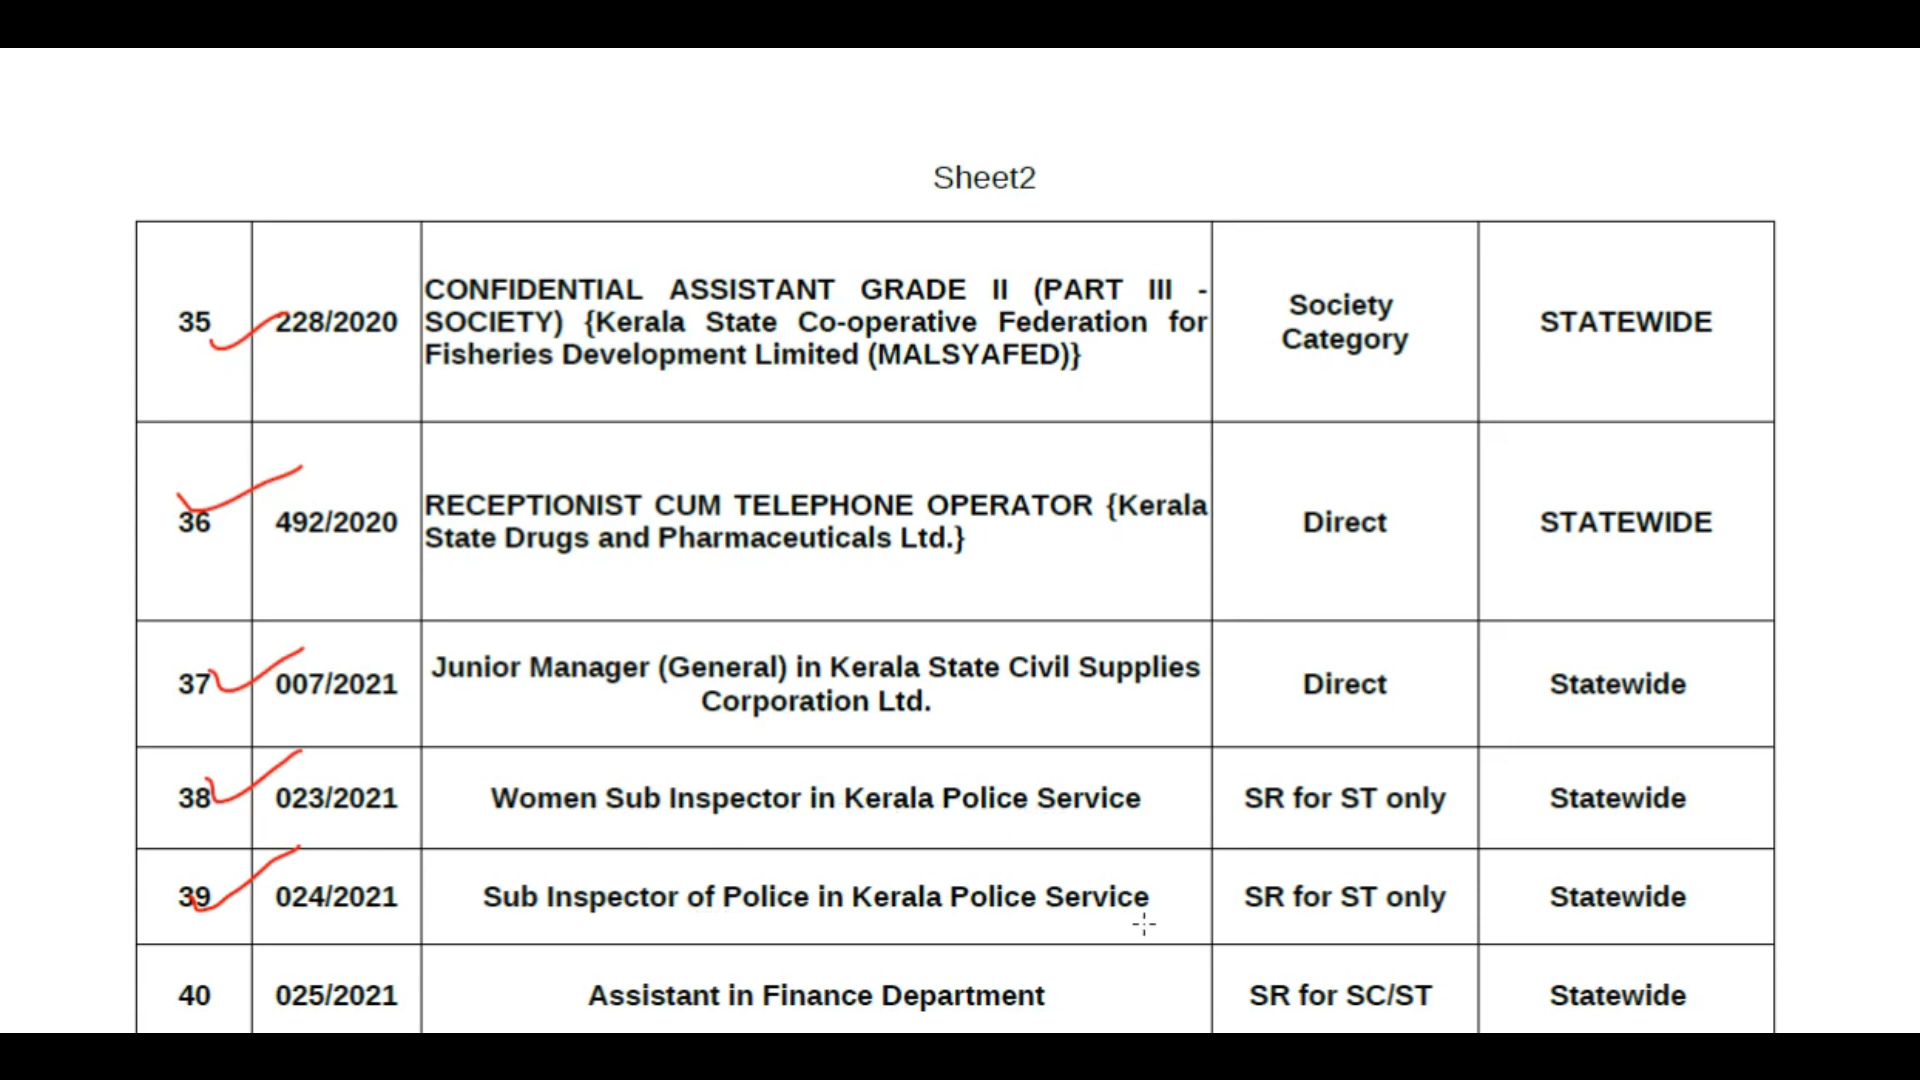 Sheet2
35 228/2020 CONFIDENTIAL ASSISTANT GRADE II (PART III -
SOCIETY) {Kerala State Co-operative Federation for
Fisheries Development Limited (MALSYAFED)}
Society
Category
STATEWIDE
36 492/2020 RECEPTIONIST CUM TELEPHONE OPERATOR {Kerala
State Drugs and Pharmaceuticals Ltd.}
Direct
STATEWIDE
37 007/2021 Junior Manager (General) in Kerala State Civil Supplies
Corporation Ltd.
Direct
Statewide
38 023/2021 Women Sub Inspector in Kerala Police Service SR for ST only Statewide
39 024/2021 Sub Inspector of Police in Kerala Police Service SR for ST only Statewide
40 025/2021 Assistant in Finance Department SR for SC/ST Statewide